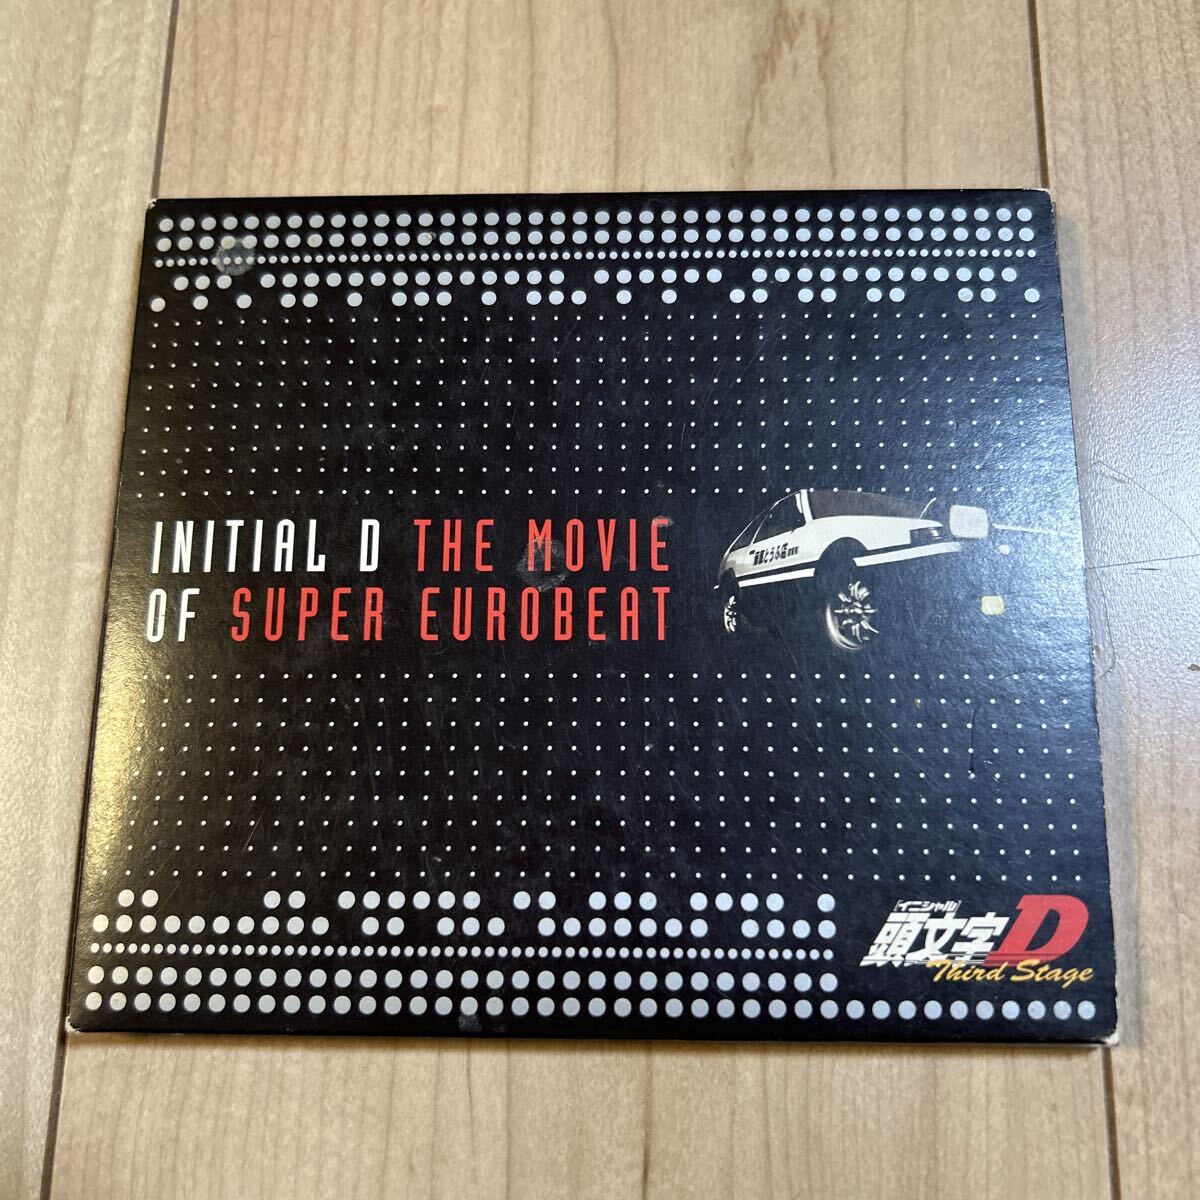 INITIAL D THE MOVIE
OF SUPER EUROBEAT
[イニシャル]
頭文字D
Third Stage